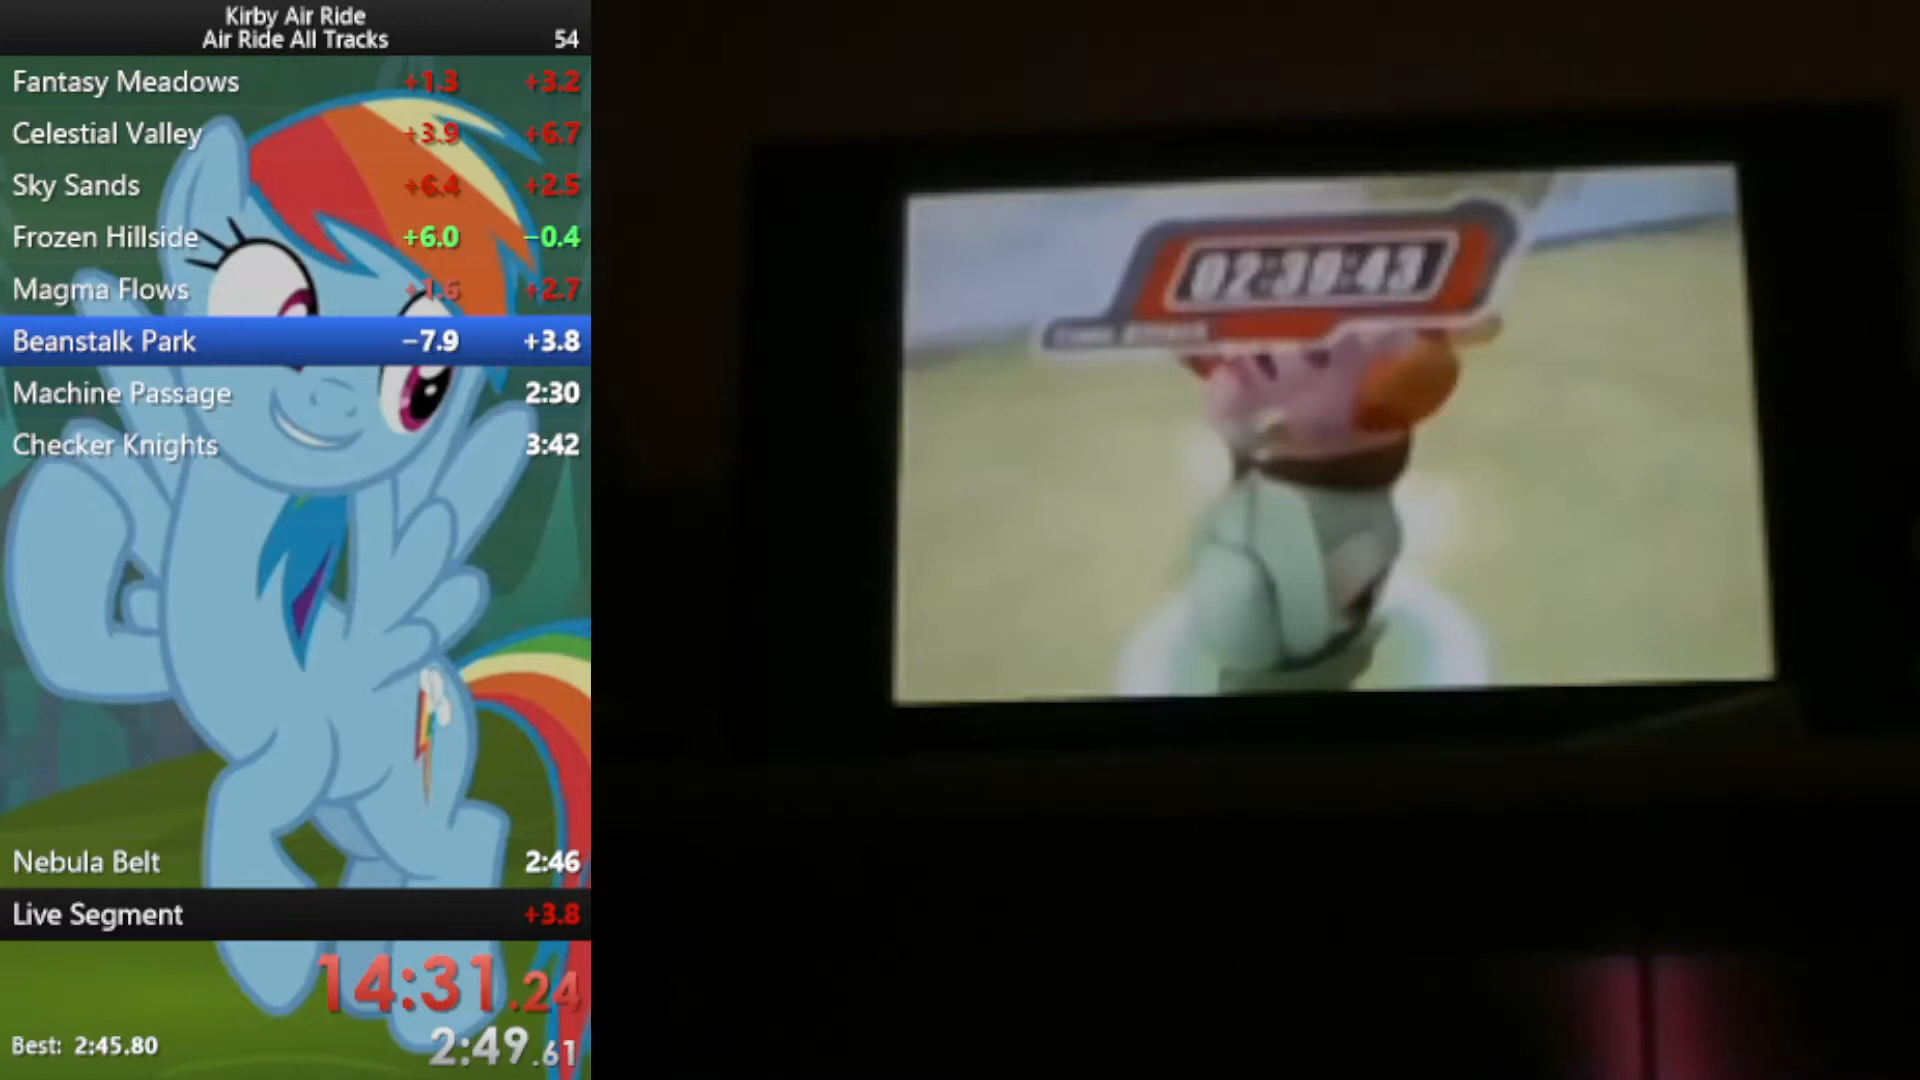 Kirby Air Ride
Air Ride All Tracks 54
Fantasy Meadows +1.3 +3.2
Celestial Valley +3.9 +6.7
Sky Sands +6.4 +2.5
Frozen Hillside +6.0 −0.4
Magma Flows +1.6 +2.7
Beanstalk Park −7.9 +3.8
Machine Passage 2:30
Checker Knights 3:42
Nebula Belt 2:46
Live Segment +3.8
14:31.24
Best: 2:45.80 2:49.61
02:39:43